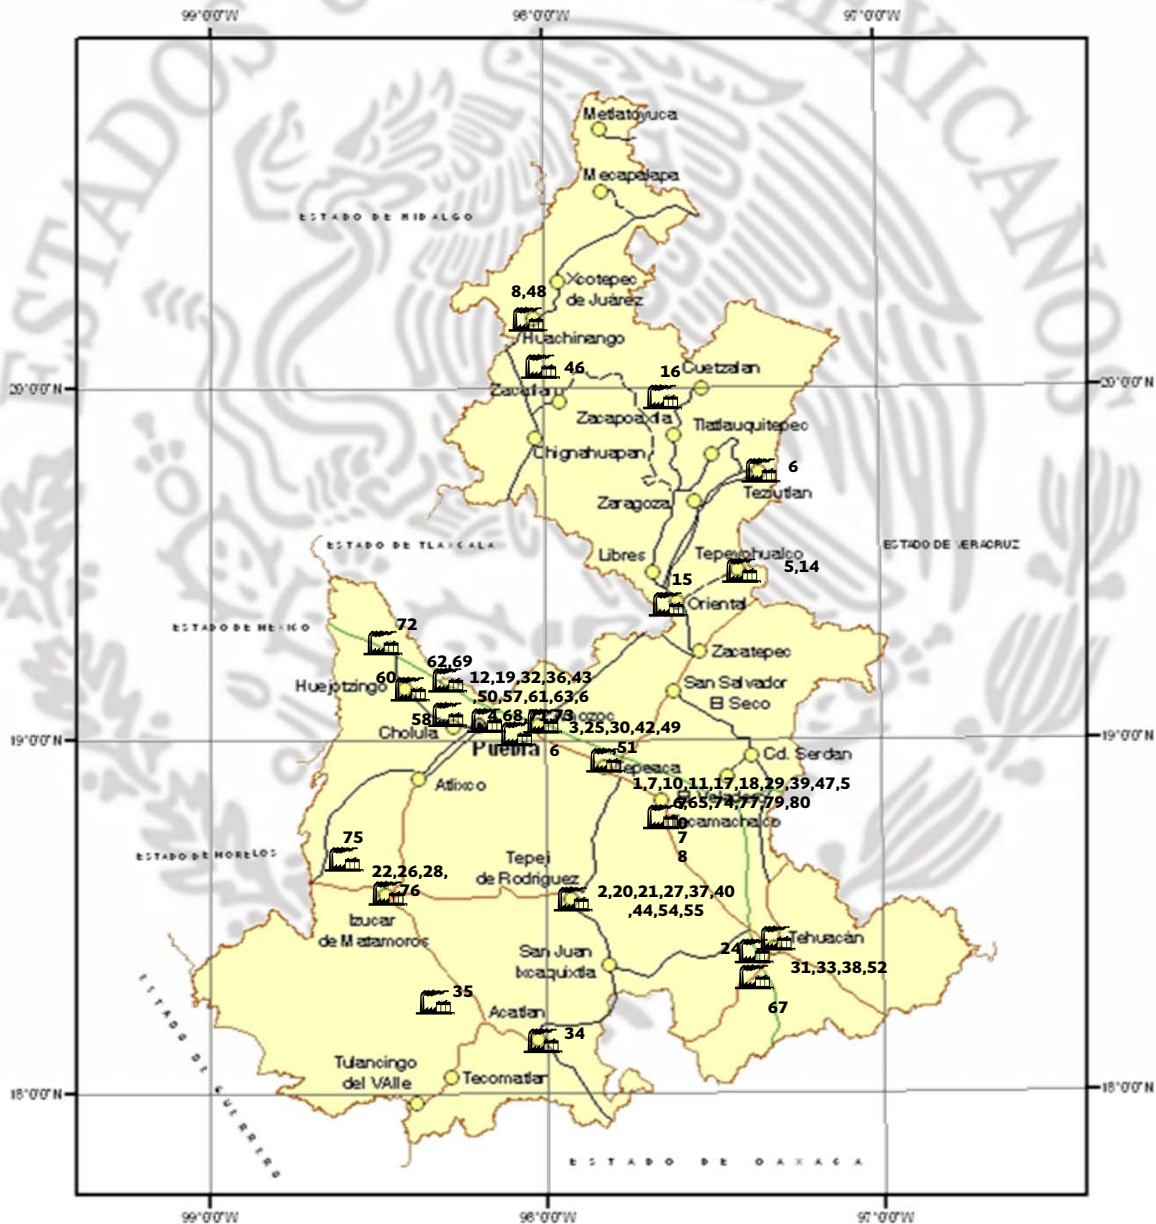 99°0'0"W 98°0'0"W 97°0'0"W
ESTADOS MEXICANOS
Metlatoyuca
Mecapalapa
ESTADO DE HIDALGO
Xicotepec
de Juárez
8,48
Huachinango
46
16
Cuetzalan
20°0'0"N
20°0'0"N
Zacatlan
Zacapoaxtla
Tlatlauquitepec
Chignahuapan
6
Teziutlan
Zaragoza
ESTADO DE TLAXCALA
ESTADO DE VERACRUZ
Libres
Tepeyohualco
5,14
15
Oriental
ESTADO DE MEXICO
72
Zacatepec
62,69
60
12,19,32,36,43
Huejotzingo
San Salvador
El Seco
,50,57,61,63,6
58
4,68
73
Cholula
3,25,30,42,49
19°0'0"N
19°0'0"N
Puebla
6
51
Tepeaca
Cd. Serdan
Atlixco
1,7,10,11,17,18,29,39,47,5
65,74,77,79,80
7
8
75
ESTADO DE MORELOS
Tepeji
de Rodriguez
22,26,28,
76
2,20,21,27,37,40
,44,54,55
Izucar
de Matamoros
24
Tehuacán
San Juan
Ixcaquixtla
31,33,38,52
35
67
Acatlan
34
Tulancingo
del VAlle
Tecomatlan
18°0'0"N
18°0'0"N
ESTADO DE GUERRERO
ESTADO DE OAXACA
99°0'0"W 98°0'0"W 97°0'0"W